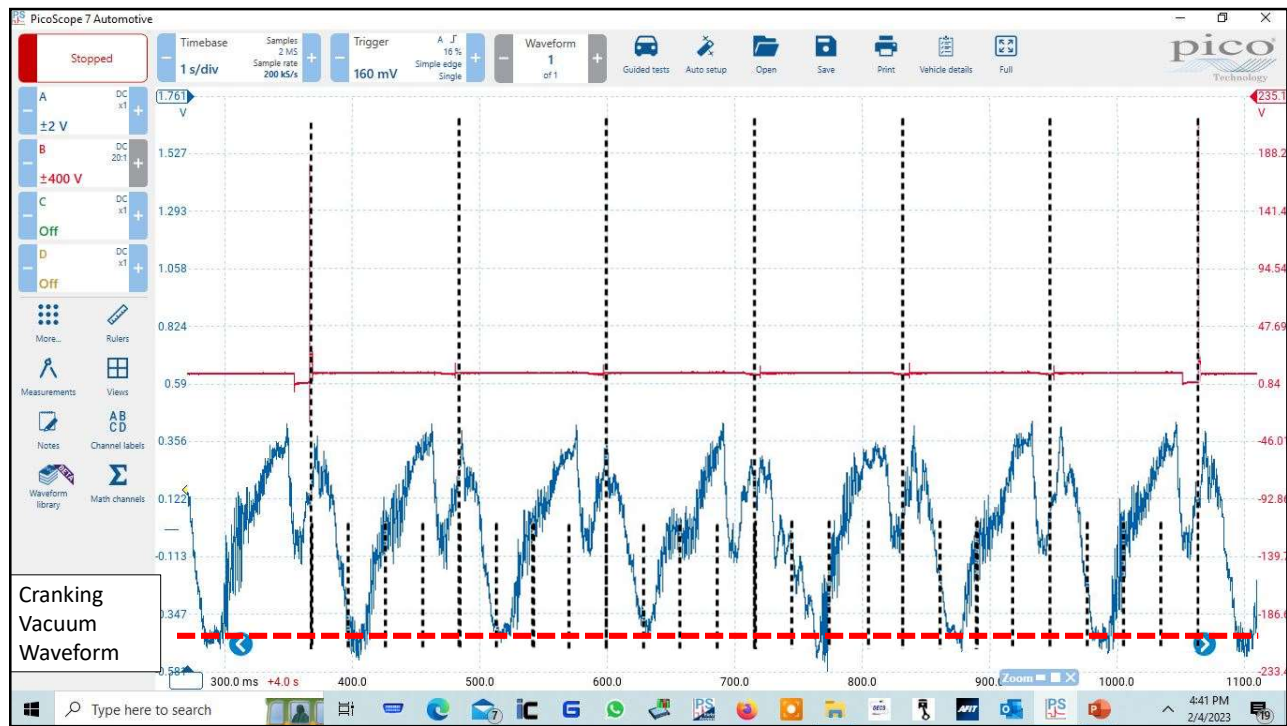 PicoScope 7 Automotive
Stopped
Timebase
1 s/div
Samples
2 MS
Sample rate
200 kS/s
Trigger
160 mV
A
16 %
Simple edge
Single
Waveform
1
of 1
Guided tests
Auto setup
Open
Save
Print
Vehicle details
Full
pico
Technology
A
DC
x1
±2 V
B
DC
20:1
±400 V
C
DC
x1
Off
D
DC
x1
Off
More...
Rulers
Measurements
Views
Notes
ABCD
Channel labels
Waveform library
BETA
Math channels
1.761
V
1.527
1.293
1.058
0.824
0.59
0.356
0.122
-0.113
0.347
0.581
235.1
V
188.2
141.4
94.54
47.69
0.84
-46.01
-92.86
-139.7
-186.6
-233.4
Cranking
Vacuum
Waveform
300.0 ms
+4.0 s
400.0
500.0
600.0
700.0
800.0
900.0
1000.0
1100.0
Zoom
Type here to search
4:41 PM
2/4/2023